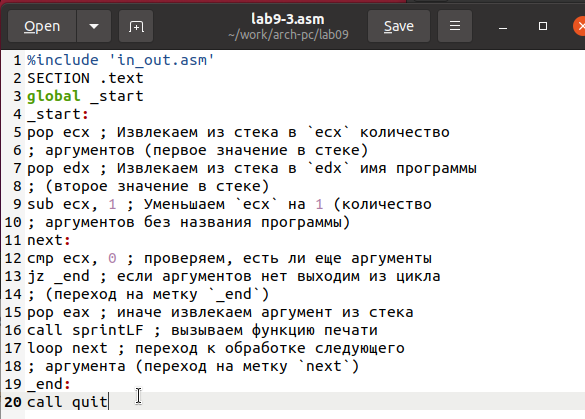 Open
lab9-3.asm
~/work/arch-pc/lab09
Save
1 %include 'in_out.asm'
2 SECTION .text
3 global _start
4 _start:
5 pop ecx ; Извлекаем из стека в `ecx` количество
6 ; аргументов (первое значение в стеке)
7 pop edx ; Извлекаем из стека в `edx` имя программы
8 ; (второе значение в стеке)
9 sub ecx, 1 ; Уменьшаем `ecx` на 1 (количество
10 ; аргументов без названия программы)
11 next:
12 cmp ecx, 0 ; проверяем, есть ли еще аргументы
13 jz _end ; если аргументов нет выходим из цикла
14 ; (переход на метку `_end`)
15 pop eax ; иначе извлекаем аргумент из стека
16 call sprintLF ; вызываем функцию печати
17 loop next ; переход к обработке следующего
18 ; аргумента (переход на метку `next`)
19 _end:
20 call quit